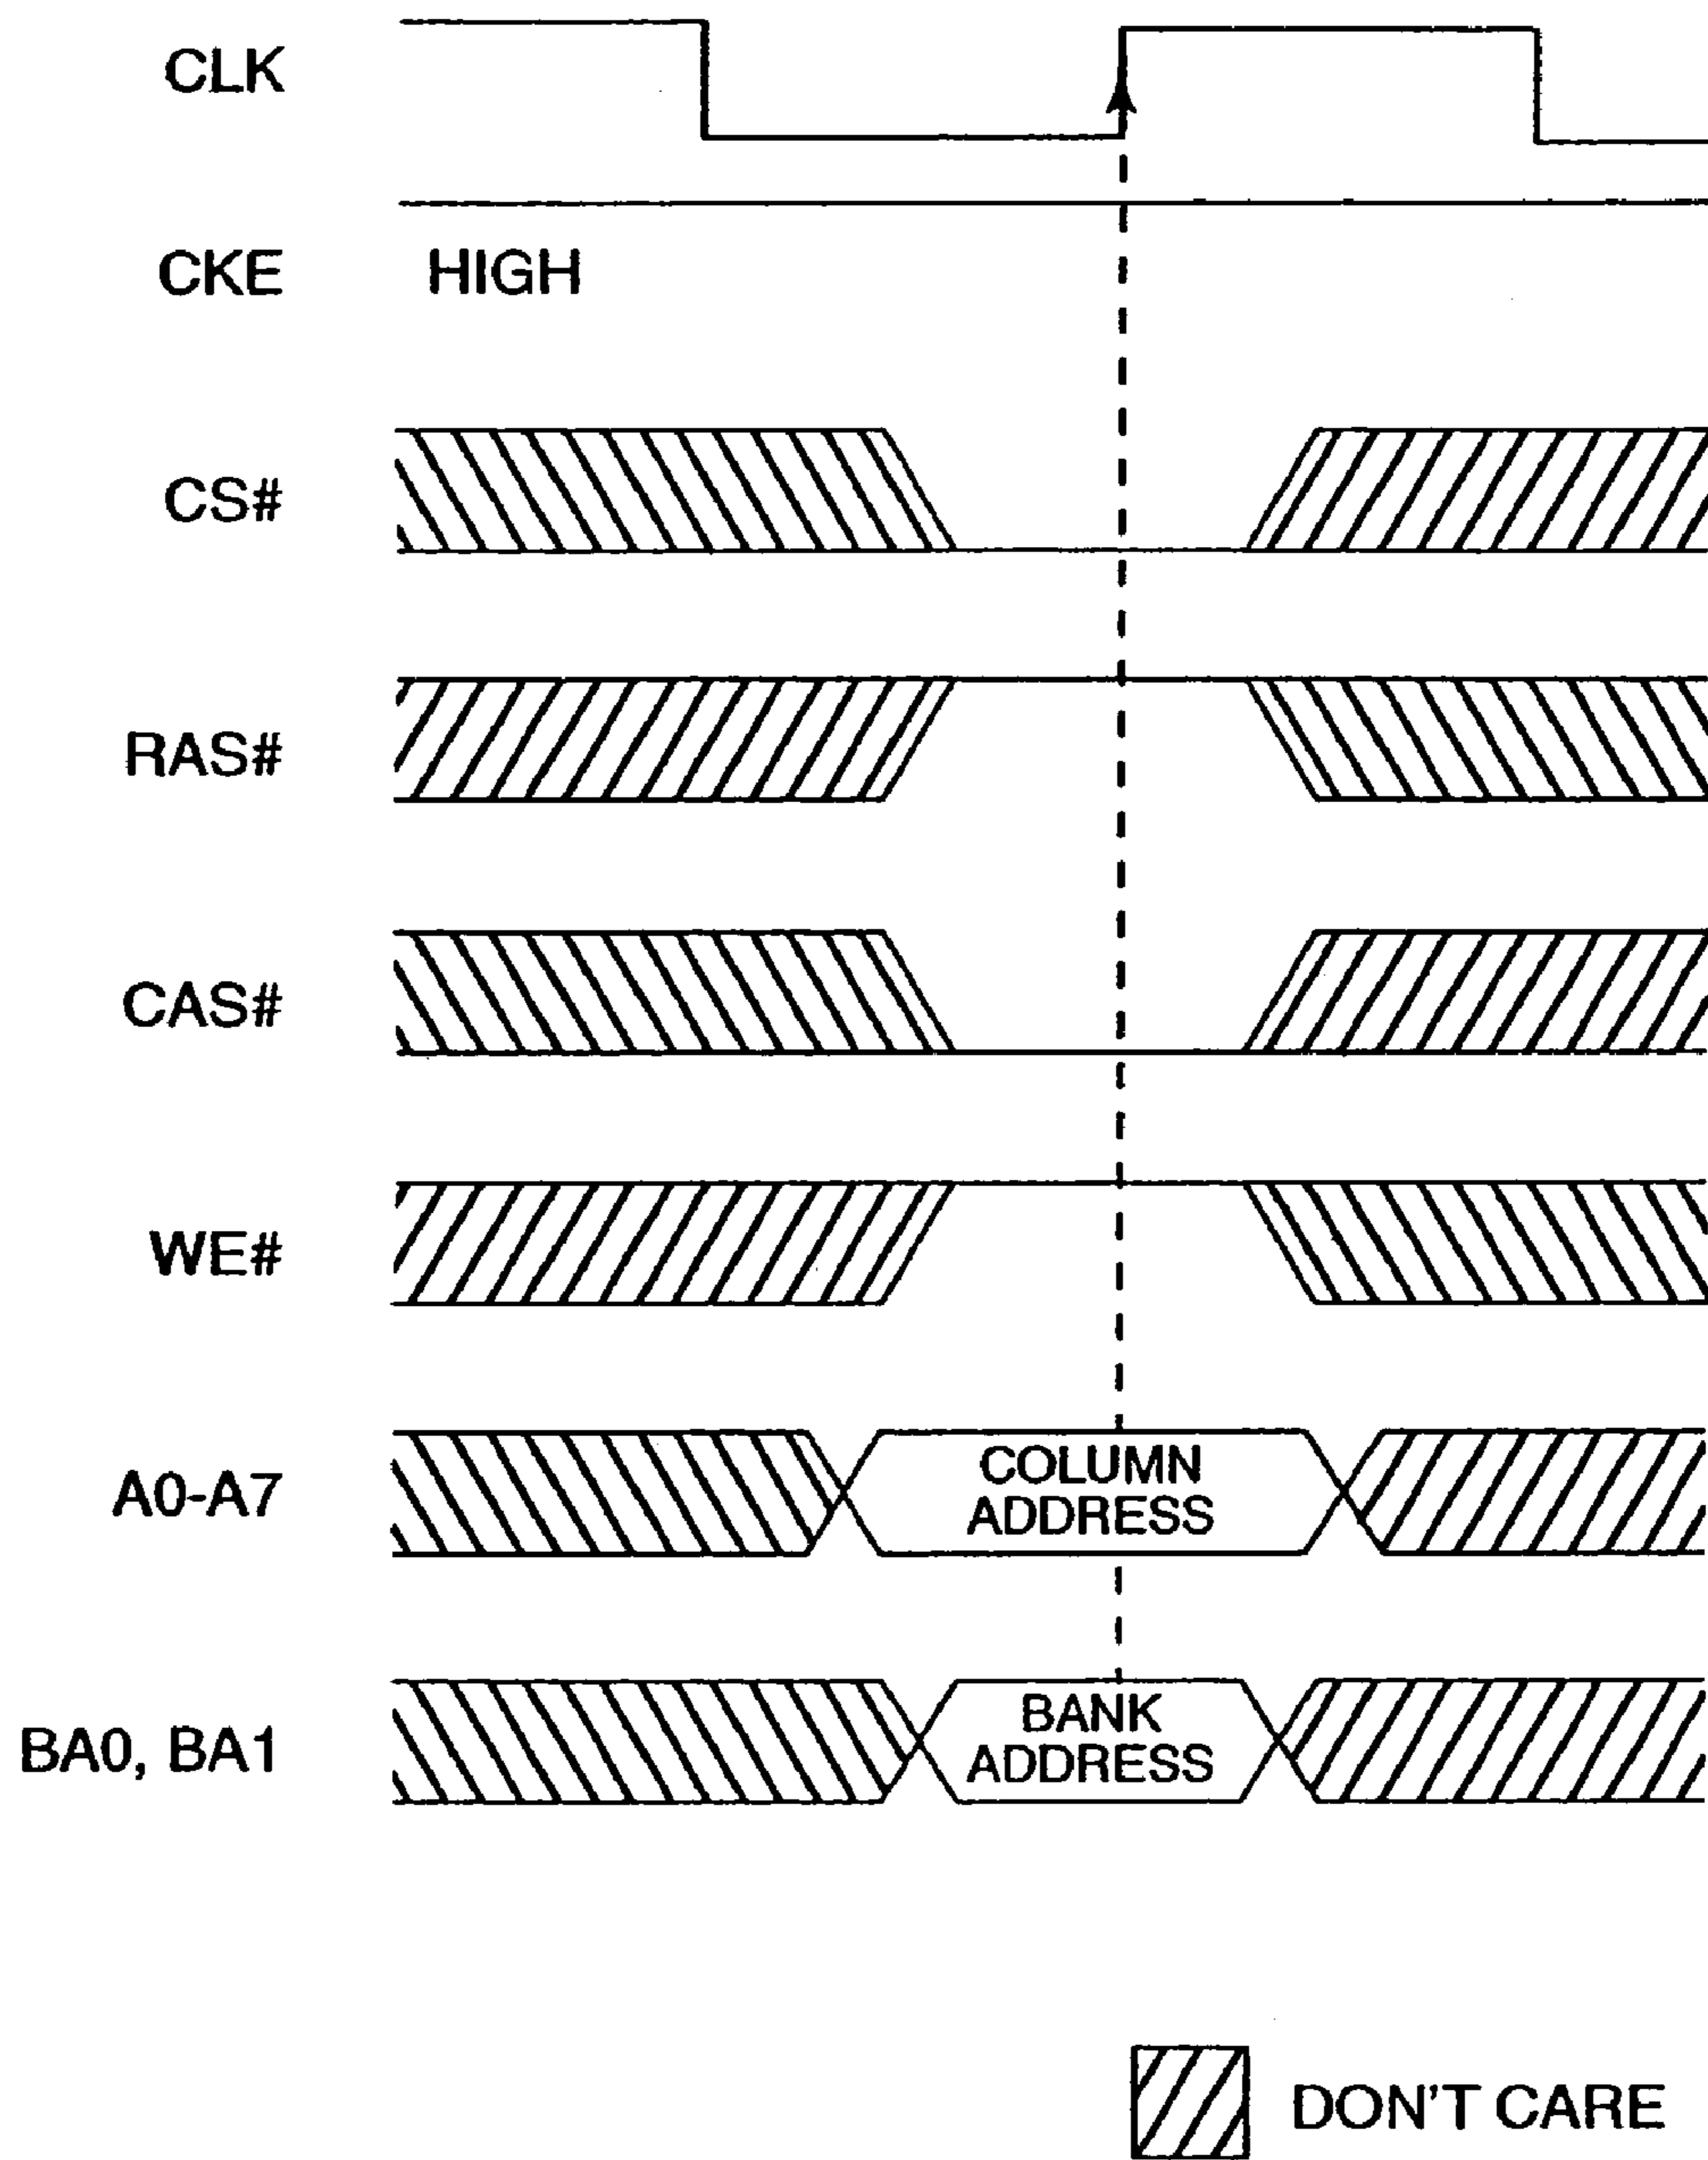 CLK
CKE HIGH
CS#
RAS#
CAS#
WE#
A0-A7 COLUMN
ADDRESS
BA0, BA1 BANK
ADDRESS
DON'T CARE